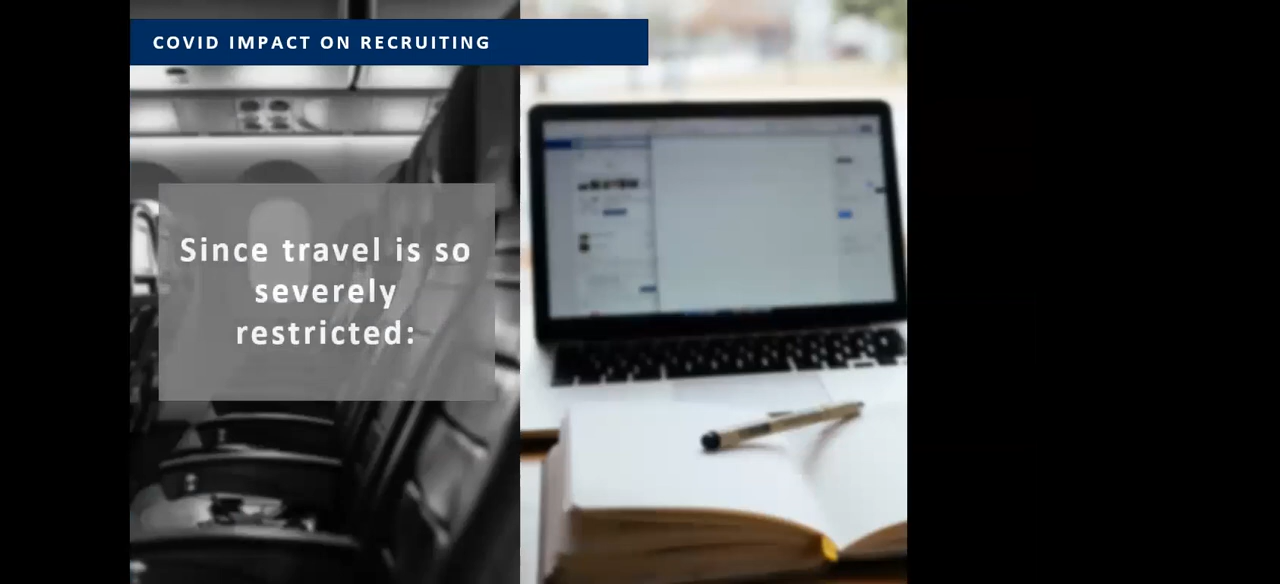 COVID IMPACT ON RECRUITING
Since travel is so
severely
restricted: